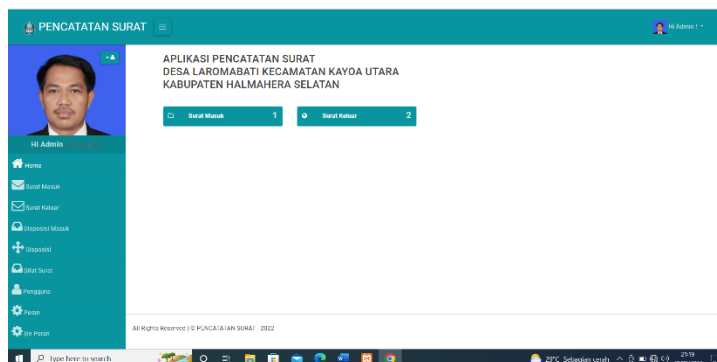 PENCATATAN SURAT
Hi Admin !
APLIKASI PENCATATAN SURAT
DESA LAROMABATI KECAMATAN KAYOA UTARA
KABUPATEN HALMAHERA SELATAN
Surat Masuk 1
Surat Keluar 2
Hi Admin
Home
Surat Masuk
Surat Keluar
Disposisi Masuk
Disposisi
Sifat Surat
Pengguna
Peran
Peran
All Rights Reserved | © PENCATATAN SURAT 2022
Type here to search
29°C Sebagian cerah